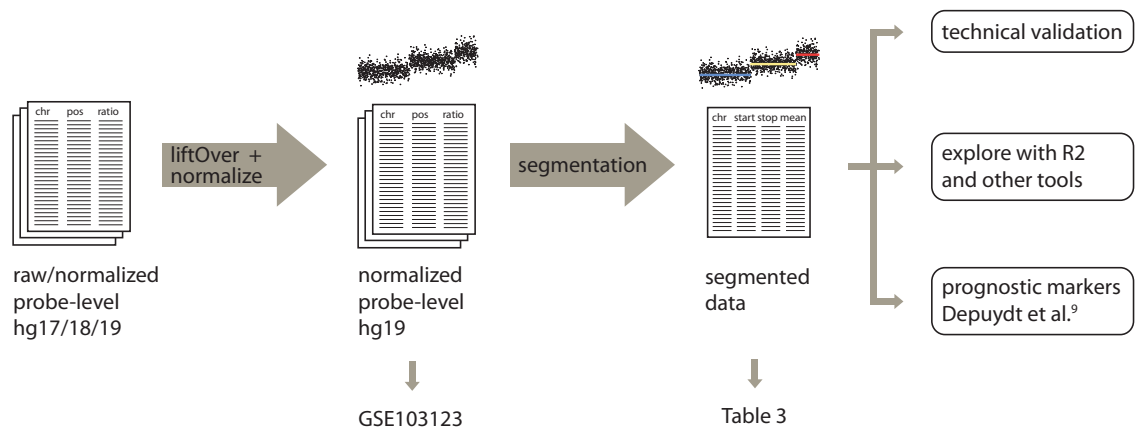 technical validation
chr pos ratio
liftOver +
normalize
chr pos ratio
segmentation
chr start stop mean
explore with R2
and other tools
raw/normalized
probe-level
hg17/18/19
normalized
probe-level
hg19
segmented
data
prognostic markers
Depuydt et al.⁹
GSE103123
Table 3